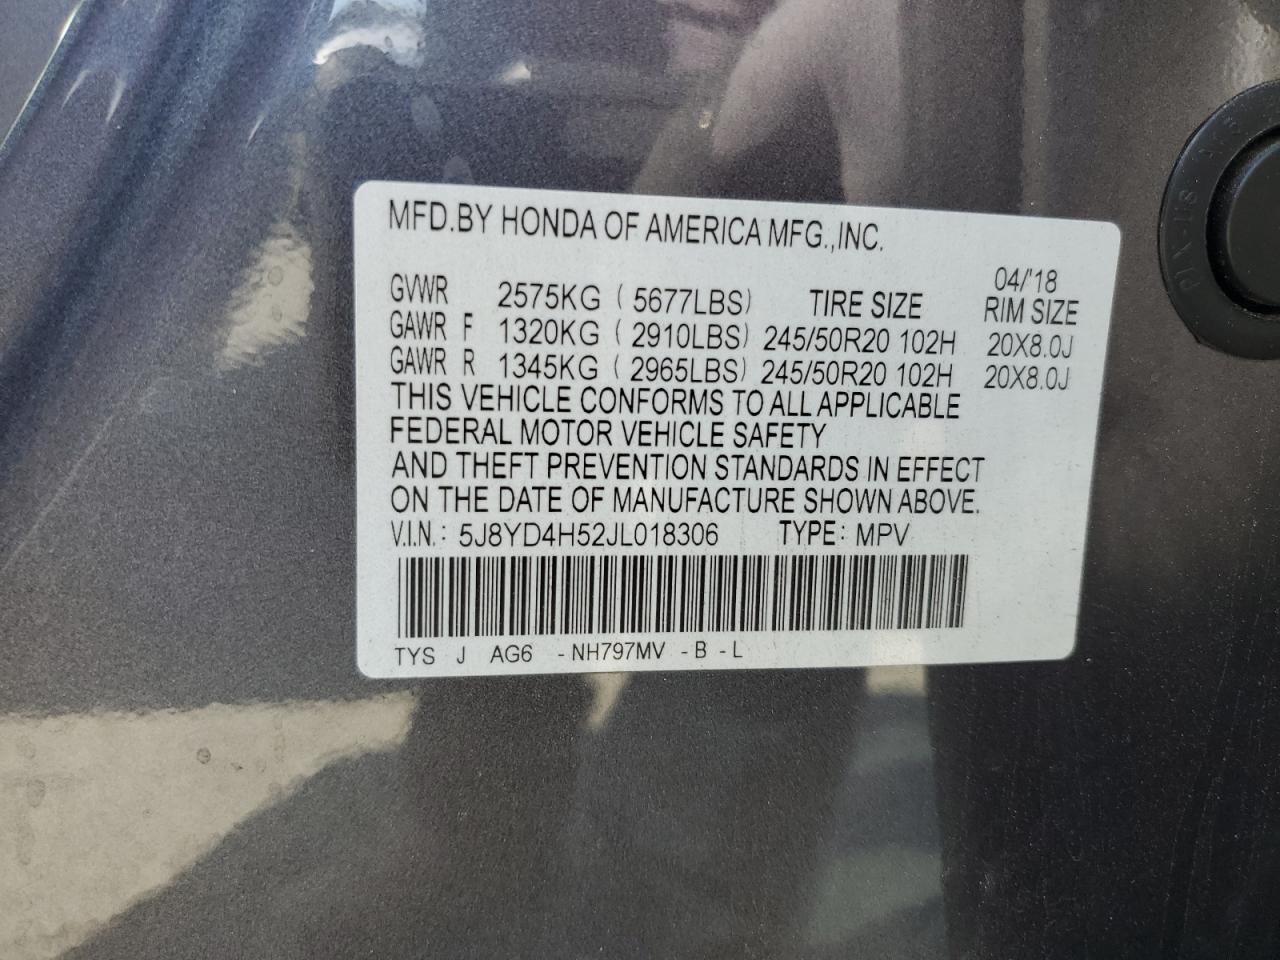 MFD.BY HONDA OF AMERICA MFG.,INC.
04/'18
GVWR 2575KG ( 5677LBS) TIRE SIZE RIM SIZE
GAWR F 1320KG ( 2910LBS) 245/50R20 102H 20X8.0J
GAWR R 1345KG ( 2965LBS) 245/50R20 102H 20X8.0J
THIS VEHICLE CONFORMS TO ALL APPLICABLE
FEDERAL MOTOR VEHICLE SAFETY
AND THEFT PREVENTION STANDARDS IN EFFECT
ON THE DATE OF MANUFACTURE SHOWN ABOVE.
V.I.N.: 5J8YD4H52JL018306 TYPE: MPV
TYS J AG6 -NH797MV -B -L